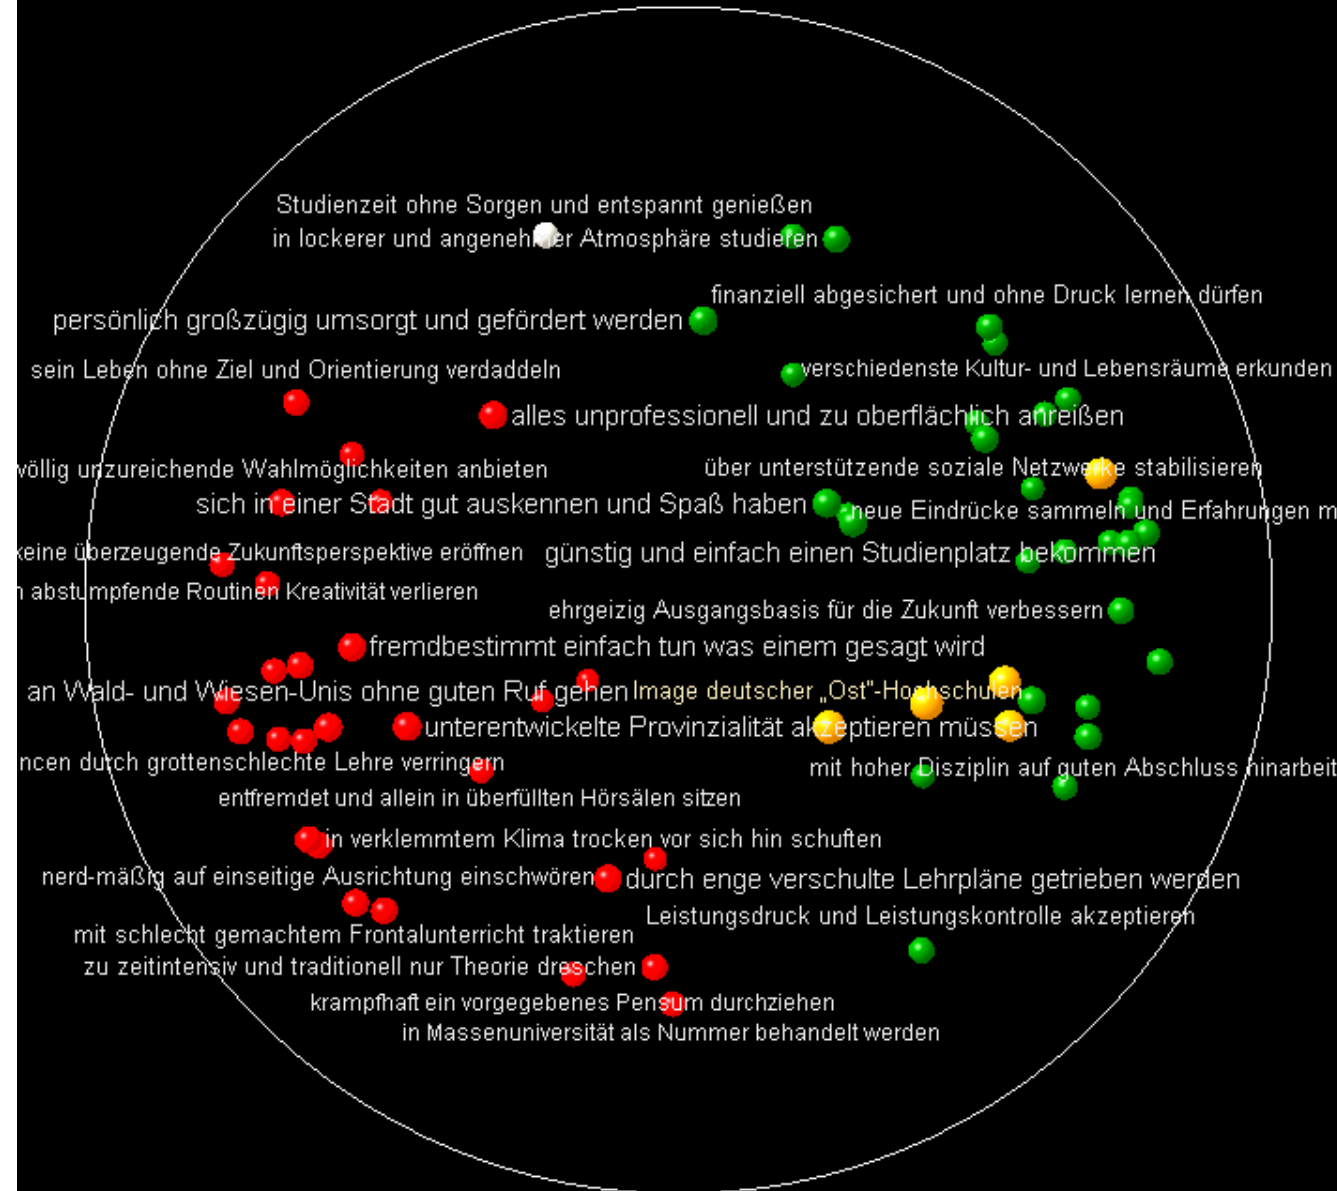 Studienzeit ohne Sorgen und entspannt genießen
in lockerer und angenehmer Atmosphäre studieren
finanziell abgesichert und ohne Druck lernen dürfen
persönlich großzügig umsorgt und gefördert werden
sein Leben ohne Ziel und Orientierung verdaddeln
verschiedenste Kultur- und Lebensräume erkunden
alles unprofessionell und zu oberflächlich anreißen
völlig unzureichende Wahlmöglichkeiten anbieten
über unterstützende soziale Netzwerke stabilisieren
sich in einer Stadt gut auskennen und Spaß haben
neue Eindrücke sammeln und Erfahrungen m
keine überzeugende Zukunftsperspektive eröffnen
günstig und einfach einen Studienplatz bekommen
n abstumpfende Routinen Kreativität verlieren
ehrgeizig Ausgangsbasis für die Zukunft verbessern
fremdbestimmt einfach tun was einem gesagt wird
an Wald- und Wiesen-Unis ohne guten Ruf gehen
Image deutscher „Ost"-Hochschulen
unterentwickelte Provinzialität akzeptieren müssen
ncen durch grottenschlechte Lehre verringern
mit hoher Disziplin auf guten Abschluss hinarbeit
entfremdet und allein in überfüllten Hörsälen sitzen
in verklemmtem Klima trocken vor sich hin schuften
nerd-mäßig auf einseitige Ausrichtung einschwören
durch enge verschulte Lehrpläne getrieben werden
Leistungsdruck und Leistungskontrolle akzeptieren
mit schlecht gemachtem Frontalunterricht traktieren
zu zeitintensiv und traditionell nur Theorie dreschen
krampfhaft ein vorgegebenes Pensum durchziehen
in Massenuniversität als Nummer behandelt werden